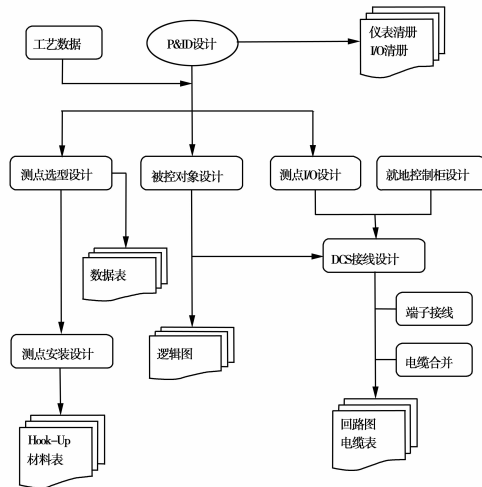 工艺数据
P&ID设计
仪表清册
I/O清册
测点选型设计
被控对象设计
测点I/O设计
就地控制柜设计
数据表
DCS接线设计
端子接线
测点安装设计
逻辑图
电缆合并
Hook-Up
材料表
回路图
电缆表